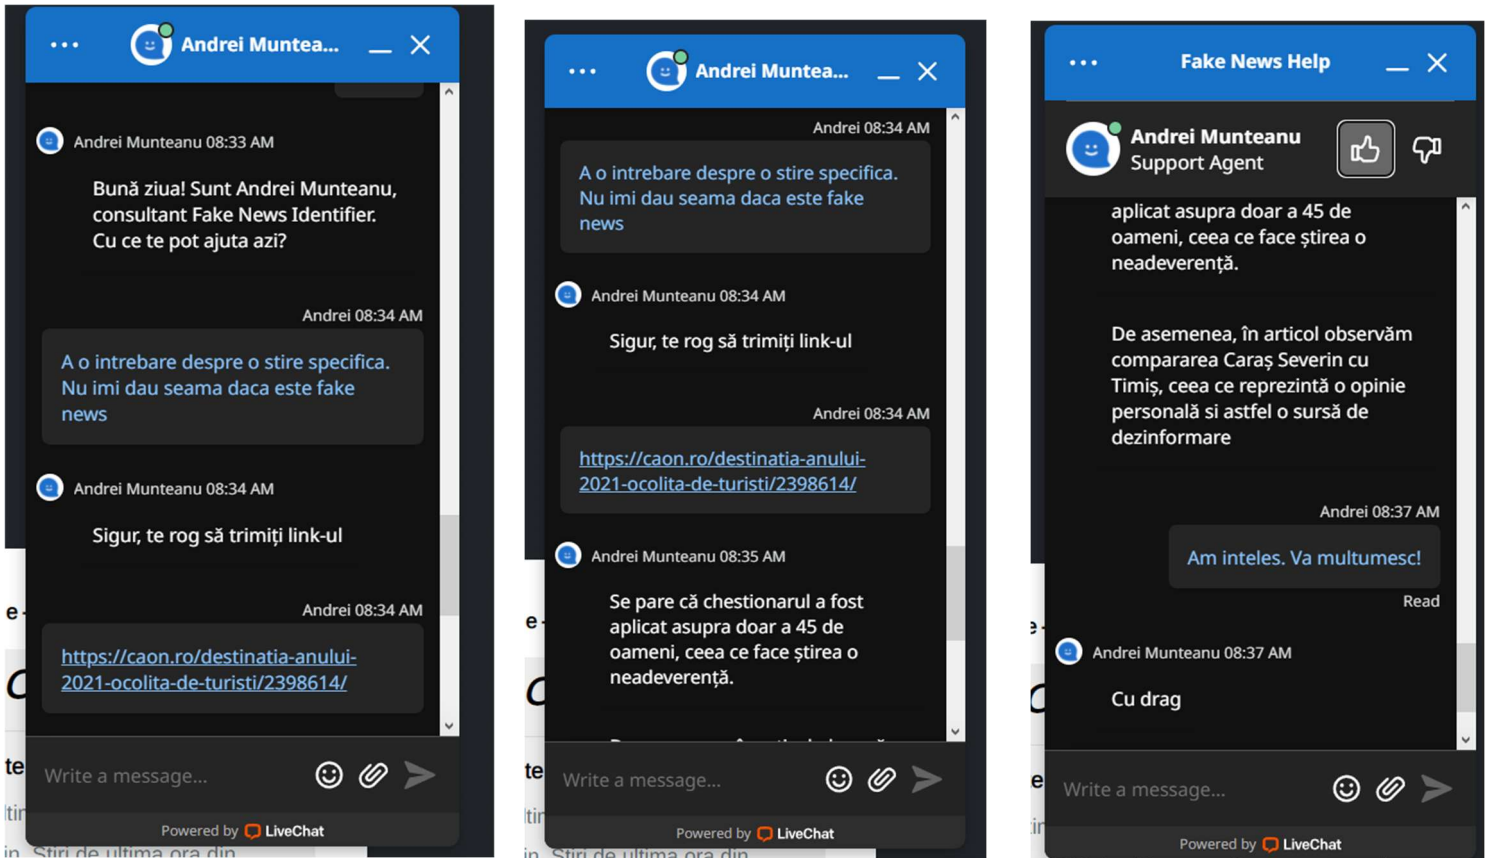 Andrei Muntea...
Andrei Munteanu 08:33 AM
Bună ziua! Sunt Andrei Munteanu,
consultant Fake News Identifier.
Cu ce te pot ajuta azi?
Andrei 08:34 AM
A o intrebare despre o stire specifica.
Nu imi dau seama daca este fake
news
Andrei Munteanu 08:34 AM
Sigur, te rog să trimiți link-ul
Andrei 08:34 AM
https://caon.ro/destinatia-anului-
2021-ocolita-de-turisti/2398614/
Write a message...
Powered by LiveChat
Andrei Muntea...
Andrei 08:34 AM
A o intrebare despre o stire specifica.
Nu imi dau seama daca este fake
news
Andrei Munteanu 08:34 AM
Sigur, te rog să trimiți link-ul
Andrei 08:34 AM
https://caon.ro/destinatia-anului-
2021-ocolita-de-turisti/2398614/
Andrei Munteanu 08:35 AM
Se pare că chestionarul a fost
aplicat asupra doar a 45 de
oameni, ceea ce face știrea o
neadeverență.
Write a message...
Powered by LiveChat
Fake News Help
Andrei Munteanu
Support Agent
aplicat asupra doar a 45 de
oameni, ceea ce face știrea o
neadeverență.
De asemenea, în articol observăm
compararea Caraș Severin cu
Timiș, ceea ce reprezintă o opinie
personală si astfel o sursă de
dezinformare
Andrei 08:37 AM
Am inteles. Va multumesc!
Read
Andrei Munteanu 08:37 AM
Cu drag
Write a message...
Powered by LiveChat